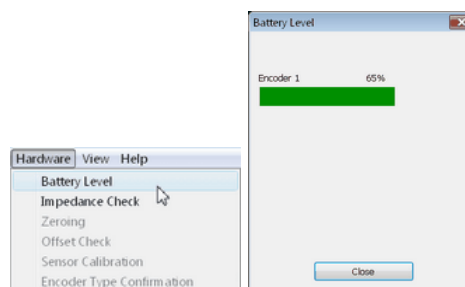 Hardware View Help
Battery Level
Impedance Check
Zeroing
Offset Check
Sensor Calibration
Encoder Type Confirmation
Battery Level
Encoder 1 65%
Close